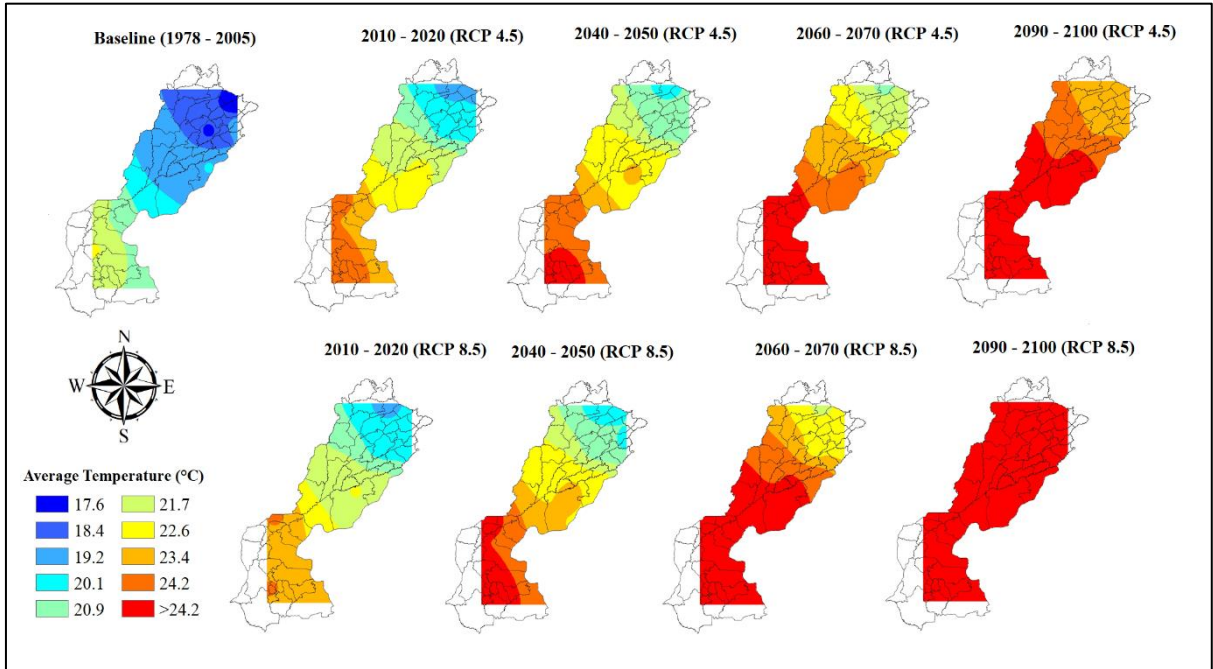 Baseline (1978 - 2005)
2010 - 2020 (RCP 4.5)
2040 - 2050 (RCP 4.5)
2060 - 2070 (RCP 4.5)
2090 - 2100 (RCP 4.5)
N
W E
S
2010 - 2020 (RCP 8.5)
2040 - 2050 (RCP 8.5)
2060 - 2070 (RCP 8.5)
2090 - 2100 (RCP 8.5)
Average Temperature (°C)
17.6 21.7
18.4 22.6
19.2 23.4
20.1 24.2
20.9 >24.2